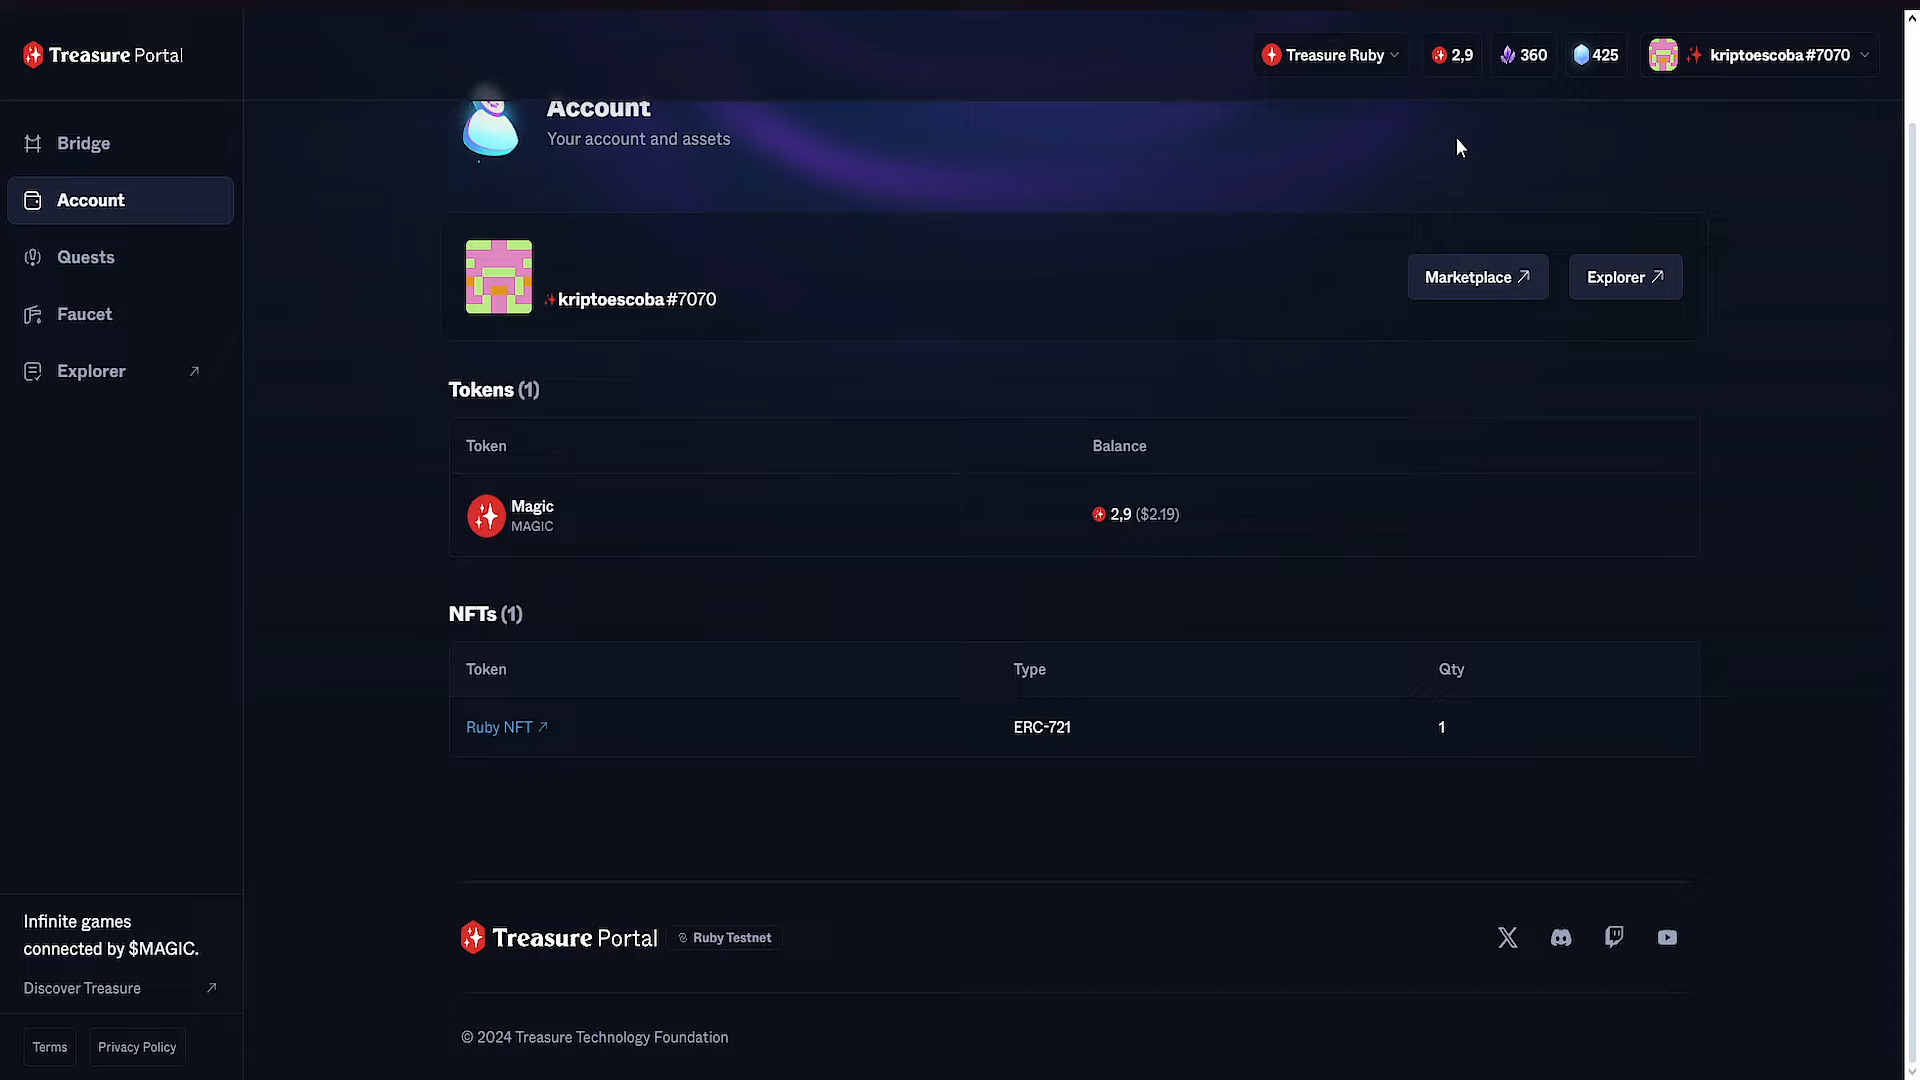 Treasure Portal
Treasure Ruby
2,9
360
425
kriptoescoba#7070
Bridge
Account
Quests
Faucet
Explorer
Account
Your account and assets
kriptoescoba#7070
Marketplace
Explorer
Tokens (1)
Token Balance
Magic
MAGIC
2,9 ($2.19)
NFTs (1)
Token Type Qty
Ruby NFT ERC-721 1
Infinite games
connected by $MAGIC.
Discover Treasure
Terms Privacy Policy
Treasure Portal Ruby Testnet
© 2024 Treasure Technology Foundation